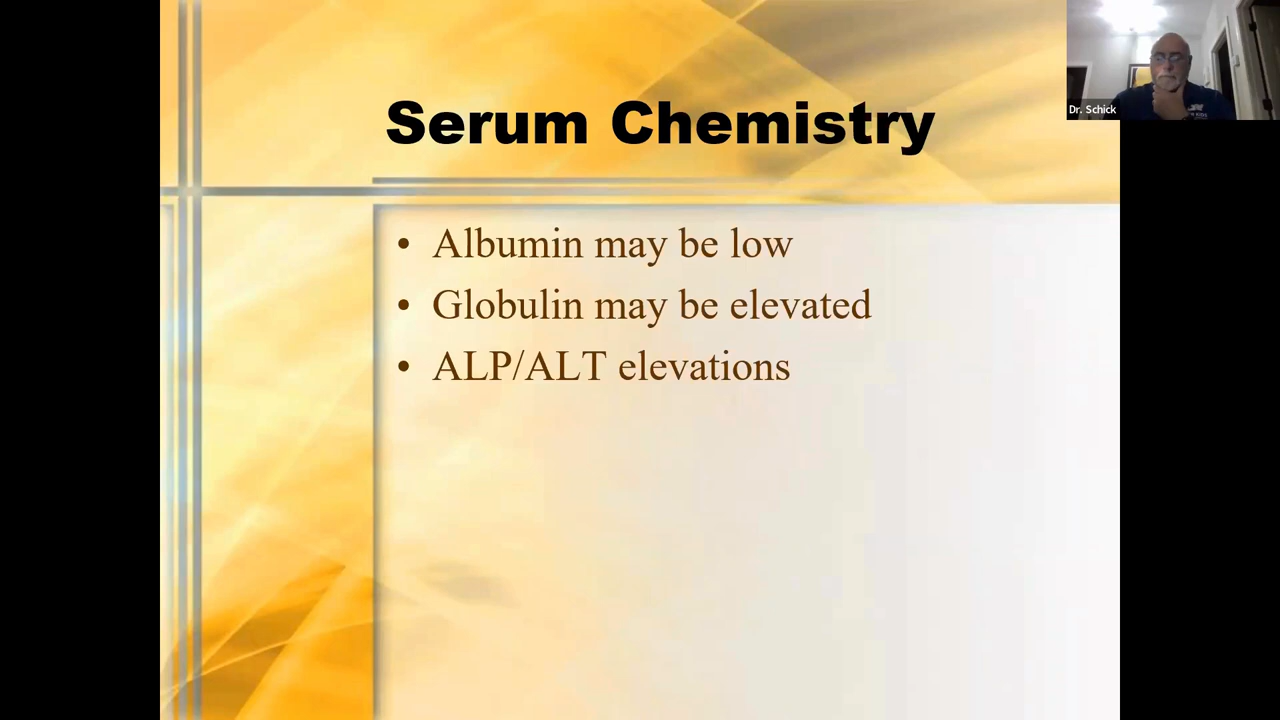 Serum Chemistry
• Albumin may be low
• Globulin may be elevated
• ALP/ALT elevations
Dr. Schick